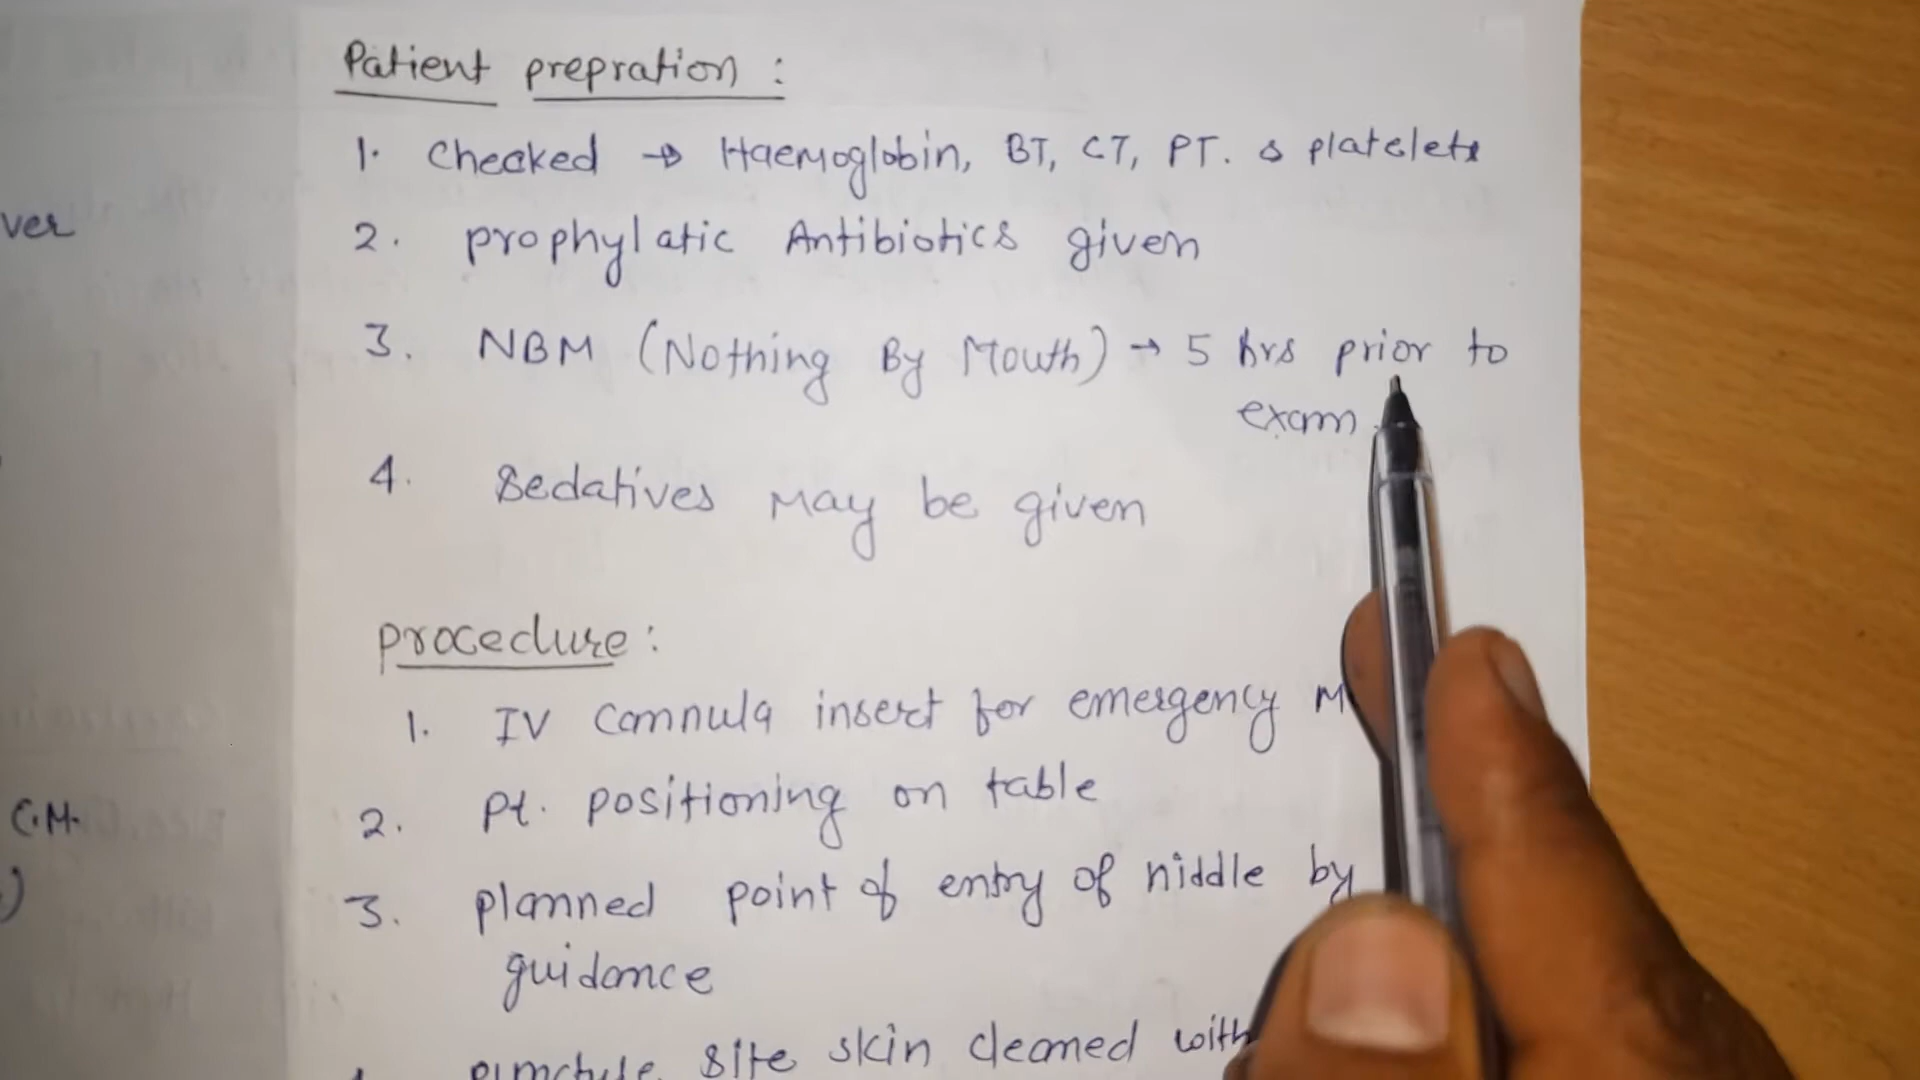 Patient prepration :
1. Checked → Haemoglobin, BT, CT, PT. & platelets
ver
2. prophylatic Antibiotics given
3. NBM (Nothing By Mouth) → 5 hrs prior to
exam.
4. Sedatives may be given
procedure :
1. IV Cannula insert for emergency M
2. Pt. positioning on table
C.M.
3. planned point of entry of niddle by
)
guidance
puncture site skin cleaned with